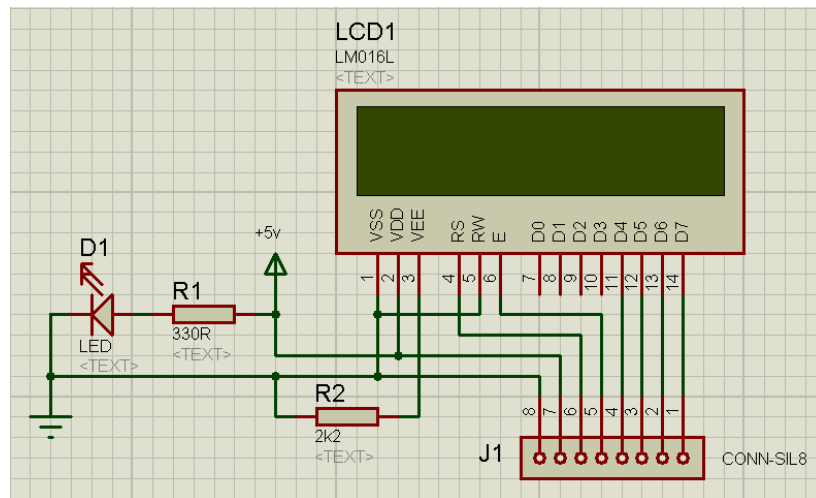 LCD1
LM016L
<TEXT>
VSS VDD VEE RS RW E D0 D1 D2 D3 D4 D5 D6 D7
1 2 3 4 5 6 7 8 9 10 11 12 13 14
+5v
D1
LED
<TEXT>
R1
330R
<TEXT>
R2
2k2
<TEXT>
8 7 6 5 4 3 2 1
J1
CONN-SIL8